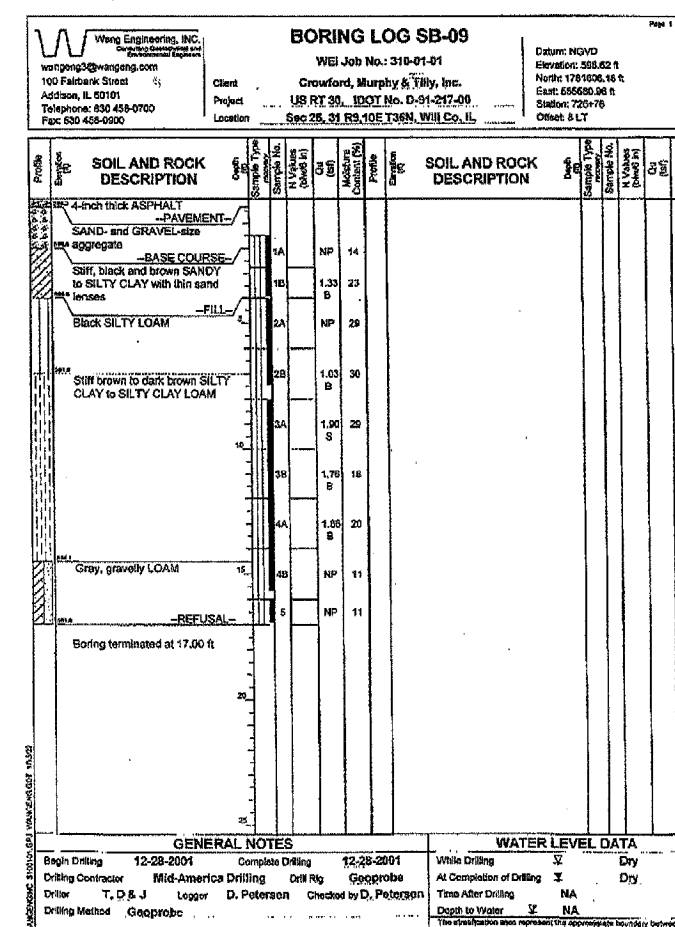 Page 1
Wang Engineering, INC.
Consulting Geotechnical and
Environmental Engineers
wangeng3@wangeng.com
100 Fairbank Street
Addison, IL 60101
Telephone: 630 458-0700
Fax: 630 458-0900
BORING LOG SB-09
WEI Job No.: 310-01-01
Client Crowford, Murphy & Tilly, Inc.
Project US RT 30, IDOT No. D-91-217-00
Location Sec 25, 31 R9,10E T36N, Will Co, IL
Datum: NGVD
Elevation: 598.62 ft
North: 1781606.16 ft
East: 555680.96 ft
Station: 726+76
Offset: 8 LT
Profile
Elevation (ft)
SOIL AND ROCK DESCRIPTION
Depth (ft)
Sample Type
recovery
Sample No.
N Values (blw/6 in)
Qu (tsf)
Moisture Content (%)
Profile
Elevation (ft)
SOIL AND ROCK DESCRIPTION
Depth (ft)
Sample Type
recovery
Sample No.
N Values (blw/6 in)
Qu (tsf)
4-inch thick ASPHALT
--PAVEMENT--
SAND- and GRAVEL-size
aggregate
--BASE COURSE--
1A NP 14
Stiff, black and brown SANDY
to SILTY CLAY with thin sand
lenses
1B 1.33 B 23
--FILL--
Black SILTY LOAM
5
2A NP 29
2B 1.03 B 30
Stiff brown to dark brown SILTY
CLAY to SILTY CLAY LOAM
3A 1.90 S 29
10
3B 1.76 B 18
4A 1.86 B 20
Gray, gravelly LOAM
15
4B NP 11
5 NP 11
--REFUSAL--
Boring terminated at 17.00 ft
20
25
GENERAL NOTES
Begin Drilling 12-28-2001 Complete Drilling 12-28-2001
Drilling Contractor Mid-America Drilling Drill Rig Geoprobe
Driller T, D & J Logger D. Peterson Checked by D. Peterson
Drilling Method Geoprobe
WATER LEVEL DATA
While Drilling Dry
At Completion of Drilling Dry
Time After Drilling NA
Depth to Water NA
The stratification lines represent the approximate boundary between